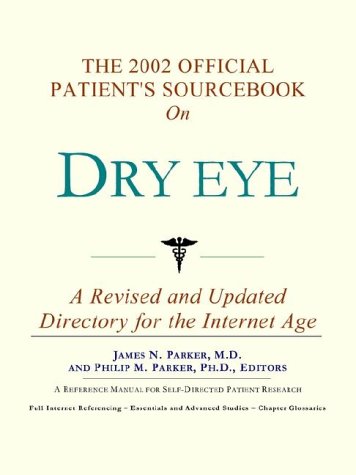 THE 2002 OFFICIAL
PATIENT'S SOURCEBOOK
On
DRY EYE
A Revised and Updated
Directory for the Internet Age
JAMES N. PARKER, M.D.
AND PHILIP M. PARKER, PH.D., EDITORS
A REFERENCE MANUAL FOR SELF-DIRECTED PATIENT RESEARCH
Full Internet Referencing ~ Essentials and Advanced Studies ~ Chapter Glossaries